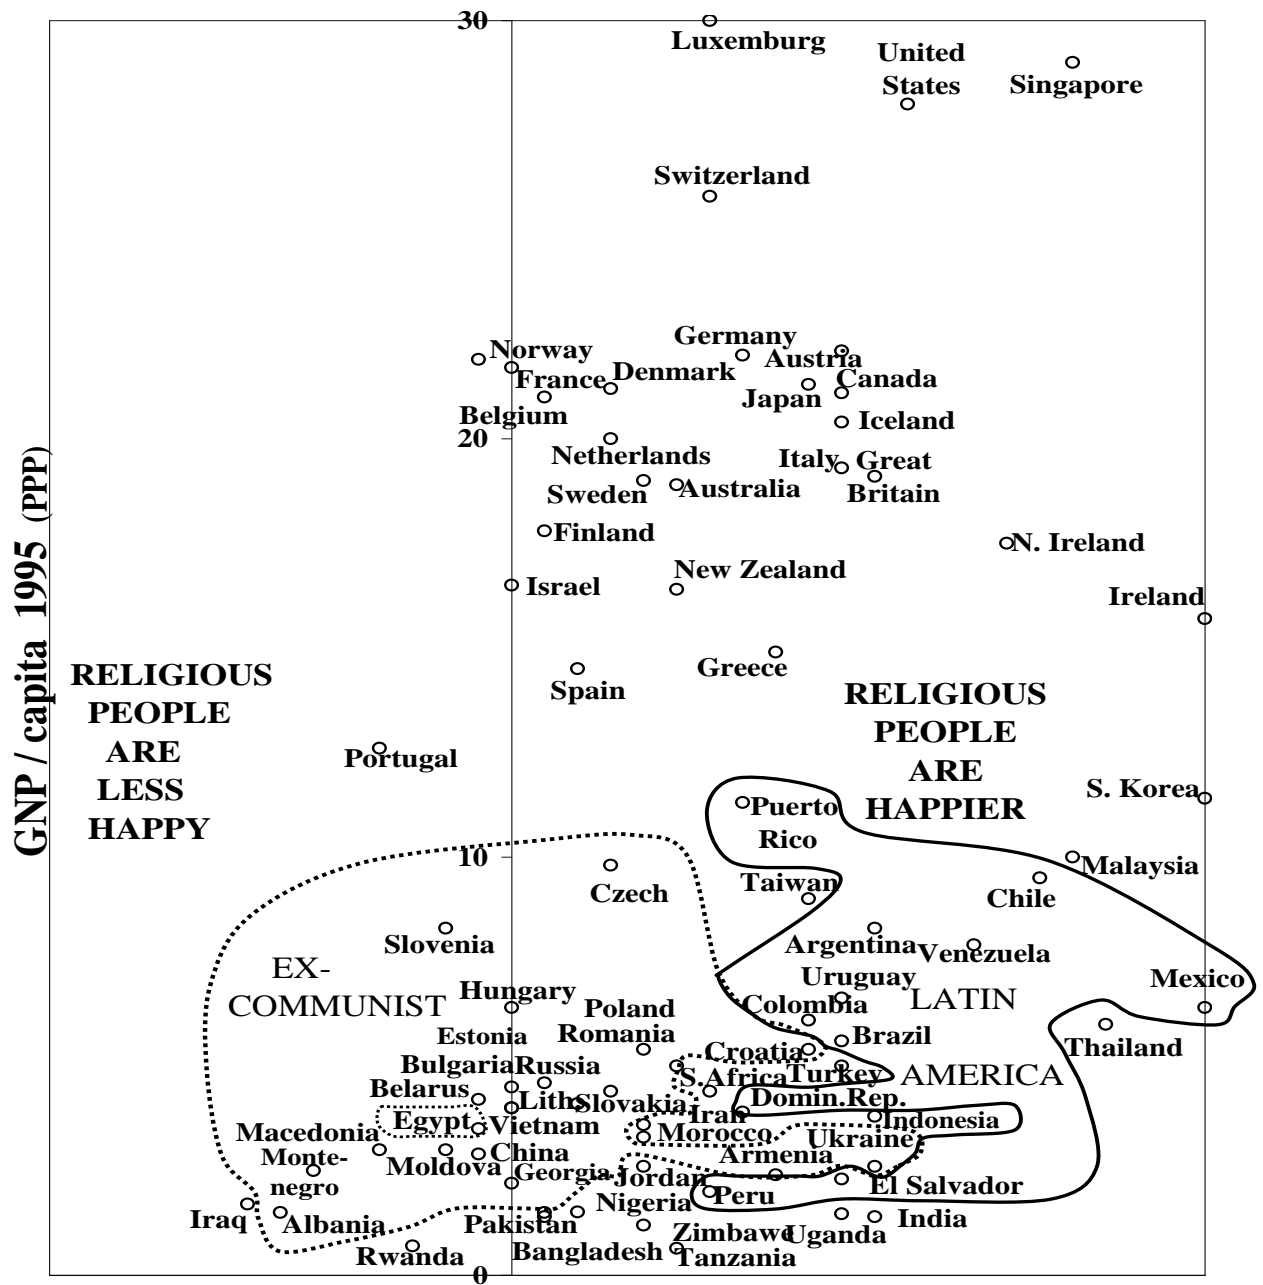 30
Luxemburg
United
States
Singapore
Switzerland
Germany
Norway
Austria
Denmark
France
Canada
Japan
Belgium
Iceland
20
Netherlands
Italy
Great
Britain
Sweden
Australia
Finland
N. Ireland
New Zealand
Israel
Ireland
GNP / capita 1995 (PPP)
Greece
Spain
RELIGIOUS
PEOPLE
ARE
LESS
HAPPY
RELIGIOUS
PEOPLE
ARE
HAPPIER
Portugal
S. Korea
Puerto
Rico
10
Malaysia
Taiwan
Czech
Chile
Slovenia
Argentina
Venezuela
EX-
COMMUNIST
Uruguay
Mexico
Hungary
LATIN
AMERICA
Poland
Colombia
Estonia
Romania
Brazil
Thailand
Croatia
Bulgaria
Russia
Turkey
S.Africa
Belarus
Liths
Slovakia
Domin.Rep.
Egypt
Iran
Indonesia
Vietnam
Macedonia
Morocco
Ukraine
China
Armenia
Monte-
negro
Moldova
Georgia
Jordan
El Salvador
Peru
Nigeria
Iraq
Albania
Pakistan
India
Zimbawe
Uganda
Rwanda
Bangladesh
Tanzania
0